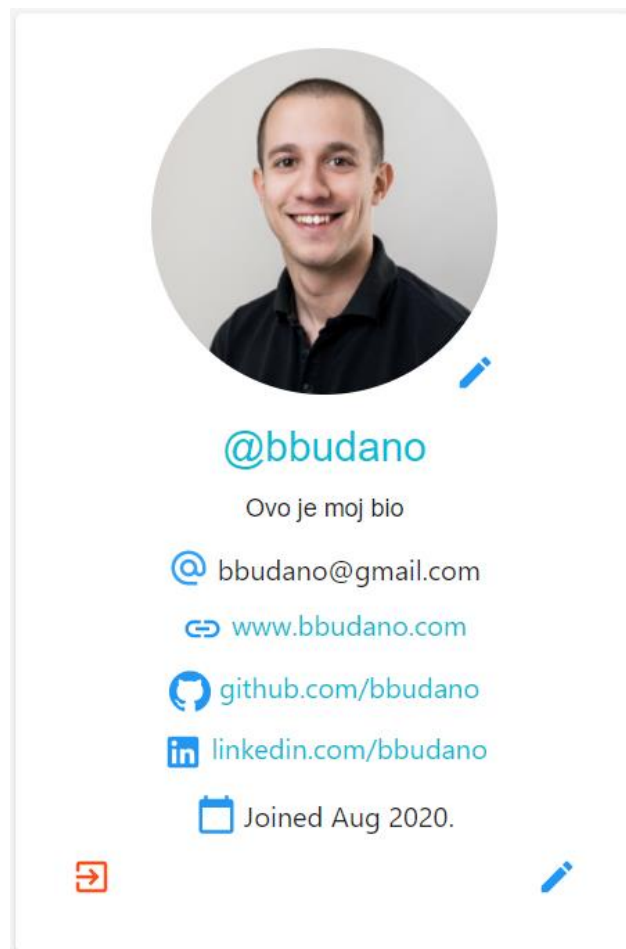 @bbudano
Ovo je moj bio
bbudano@gmail.com
www.bbudano.com
github.com/bbudano
linkedin.com/bbudano
Joined Aug 2020.